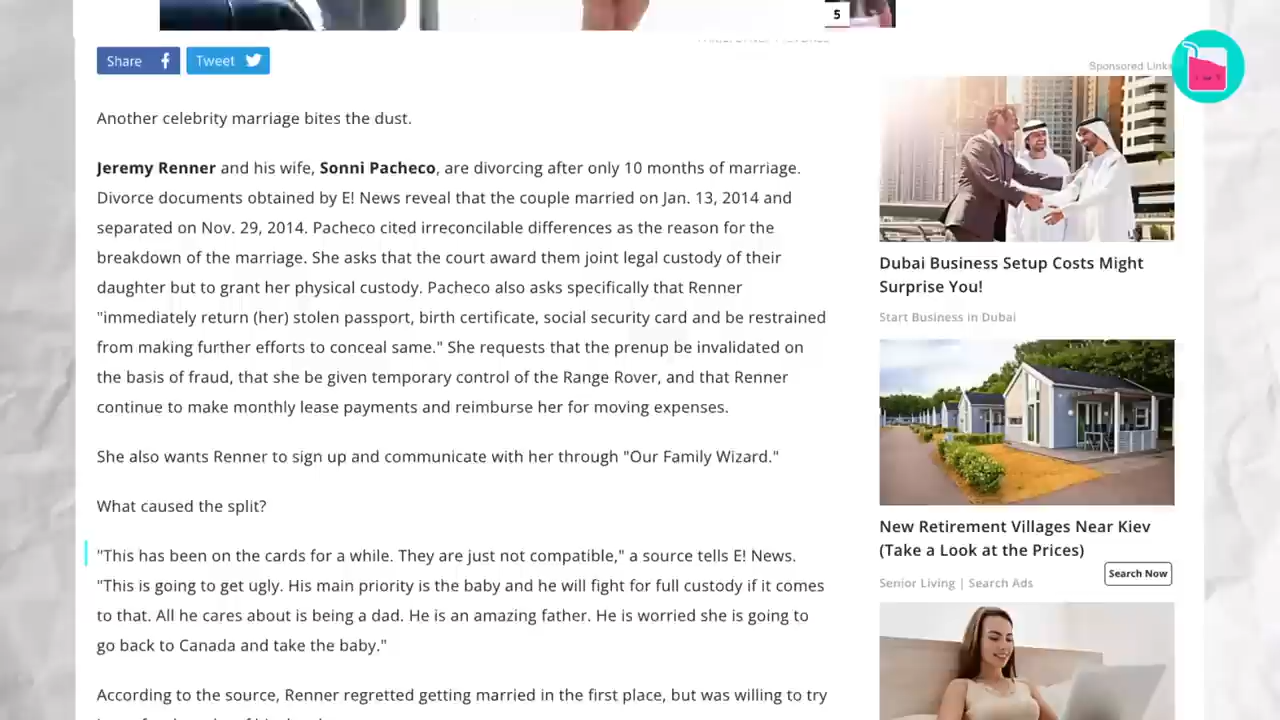 5
Share
Tweet
Sponsored Links
Another celebrity marriage bites the dust.
Jeremy Renner and his wife, Sonni Pacheco, are divorcing after only 10 months of marriage.
Divorce documents obtained by E! News reveal that the couple married on Jan. 13, 2014 and
separated on Nov. 29, 2014. Pacheco cited irreconcilable differences as the reason for the
breakdown of the marriage. She asks that the court award them joint legal custody of their
daughter but to grant her physical custody. Pacheco also asks specifically that Renner
"immediately return (her) stolen passport, birth certificate, social security card and be restrained
from making further efforts to conceal same." She requests that the prenup be invalidated on
the basis of fraud, that she be given temporary control of the Range Rover, and that Renner
continue to make monthly lease payments and reimburse her for moving expenses.
She also wants Renner to sign up and communicate with her through "Our Family Wizard."
What caused the split?
"This has been on the cards for a while. They are just not compatible," a source tells E! News.
"This is going to get ugly. His main priority is the baby and he will fight for full custody if it comes
to that. All he cares about is being a dad. He is an amazing father. He is worried she is going to
go back to Canada and take the baby."
According to the source, Renner regretted getting married in the first place, but was willing to try
Dubai Business Setup Costs Might
Surprise You!
Start Business in Dubai
New Retirement Villages Near Kiev
(Take a Look at the Prices)
Senior Living | Search Ads
Search Now